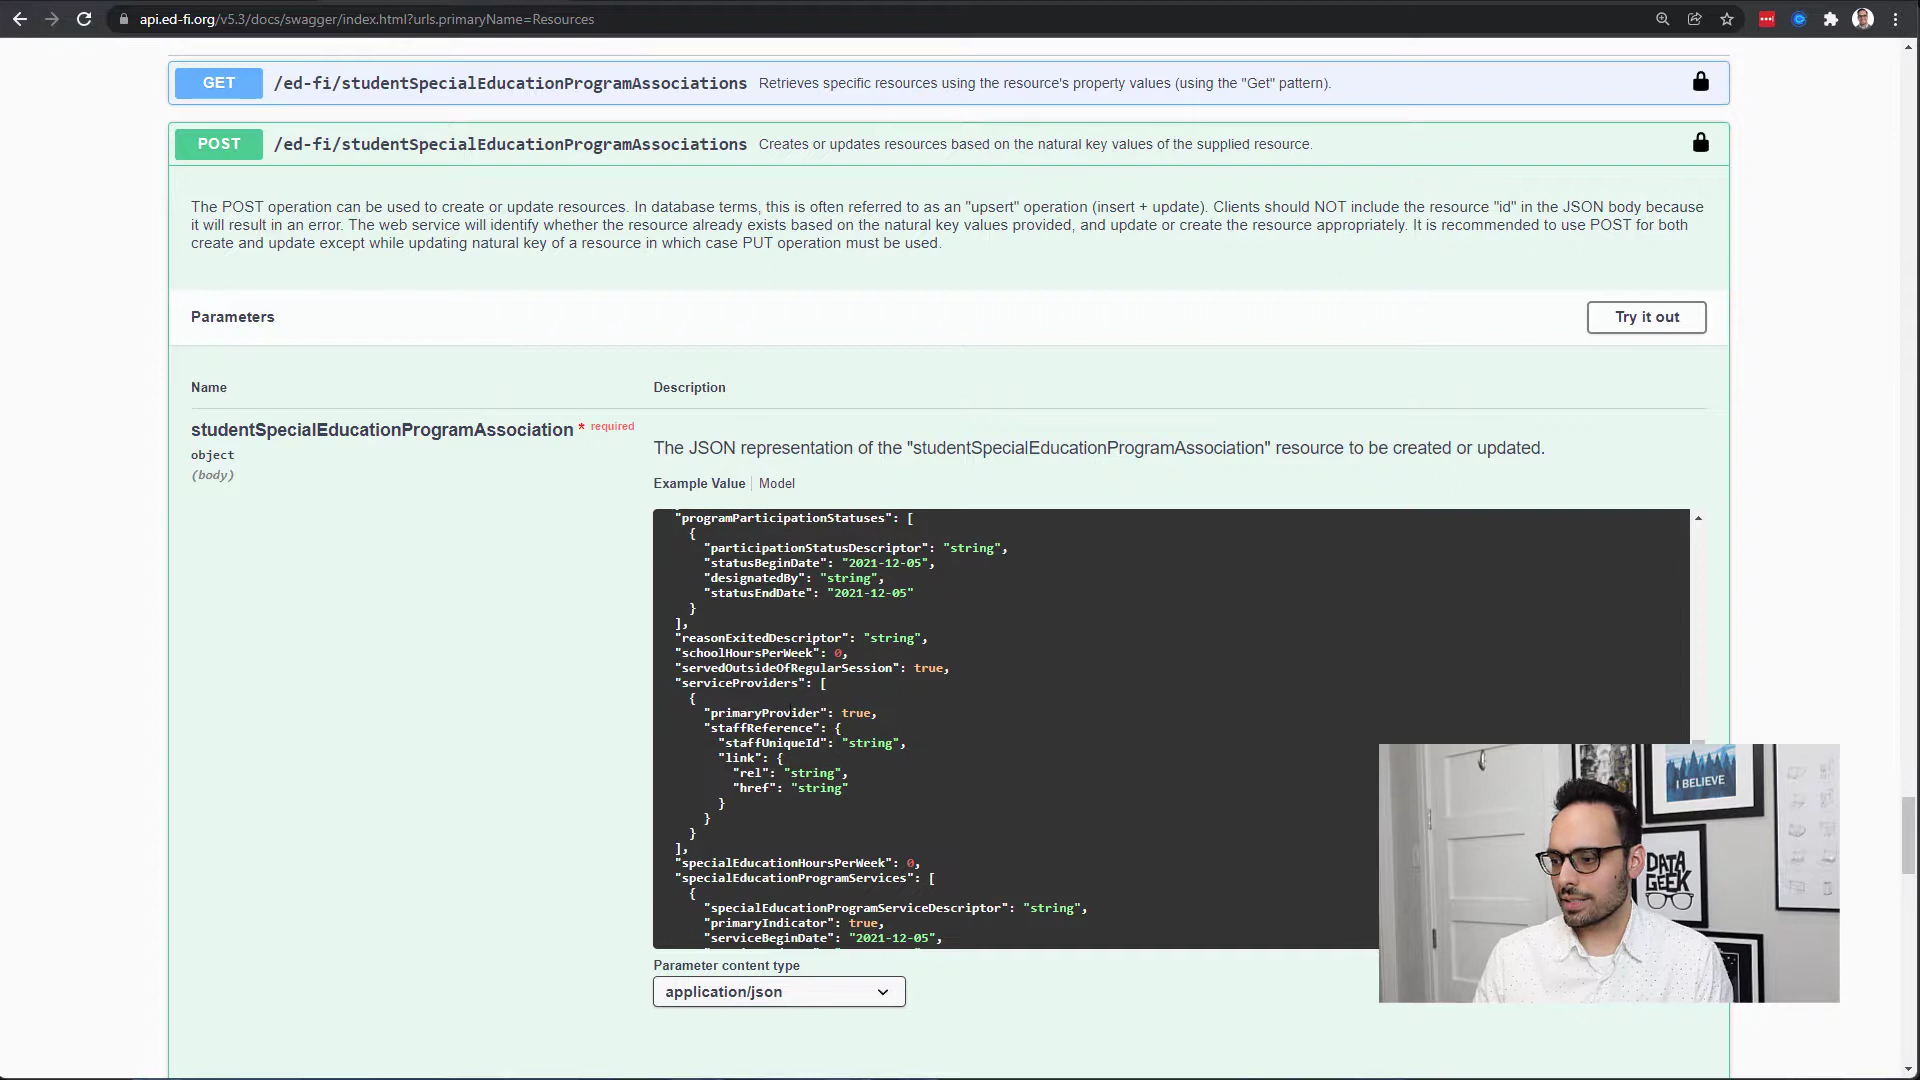 api.ed-fi.org/v5.3/docs/swagger/index.html?urls.primaryName=Resources
GET /ed-fi/studentSpecialEducationProgramAssociations Retrieves specific resources using the resource's property values (using the "Get" pattern).
POST /ed-fi/studentSpecialEducationProgramAssociations Creates or updates resources based on the natural key values of the supplied resource.
The POST operation can be used to create or update resources. In database terms, this is often referred to as an "upsert" operation (insert + update). Clients should NOT include the resource "id" in the JSON body because
it will result in an error. The web service will identify whether the resource already exists based on the natural key values provided, and update or create the resource appropriately. It is recommended to use POST for both
create and update except while updating natural key of a resource in which case PUT operation must be used.
Parameters Try it out
Name Description
studentSpecialEducationProgramAssociation * required
object
(body)
The JSON representation of the "studentSpecialEducationProgramAssociation" resource to be created or updated.
Example Value Model
"programParticipationStatuses": [
{
"participationStatusDescriptor": "string",
"statusBeginDate": "2021-12-05",
"designatedBy": "string",
"statusEndDate": "2021-12-05"
}
],
"reasonExitedDescriptor": "string",
"schoolHoursPerWeek": 0,
"servedOutsideOfRegularSession": true,
"serviceProviders": [
{
"primaryProvider": true,
"staffReference": {
"staffUniqueId": "string",
"link": {
"rel": "string",
"href": "string"
}
}
}
],
"specialEducationHoursPerWeek": 0,
"specialEducationProgramServices": [
{
"specialEducationProgramServiceDescriptor": "string",
"primaryIndicator": true,
"serviceBeginDate": "2021-12-05",
Parameter content type
application/json
I BELIEVE
DATA
GEEK